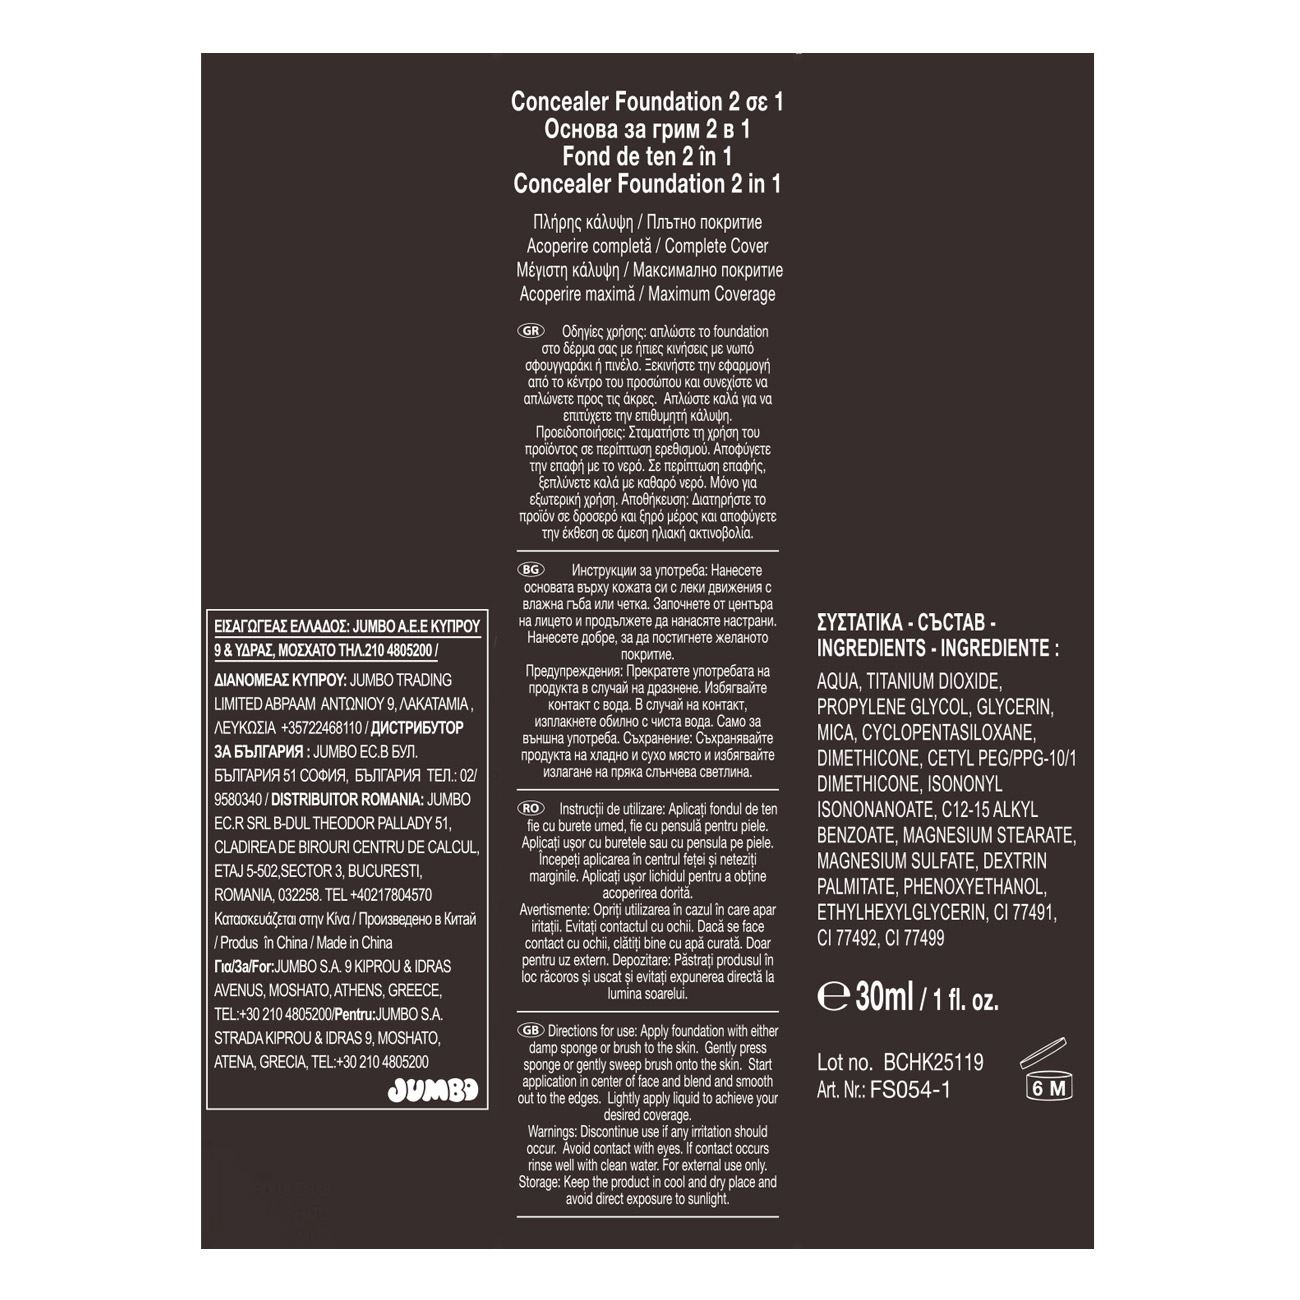 Concealer Foundation 2 σε 1
Основа за грим 2 в 1
Fond de ten 2 în 1
Concealer Foundation 2 in 1
Πλήρης κάλυψη / Плътно покритие
Acoperire completă / Complete Cover
Μέγιστη κάλυψη / Максимално покритие
Acoperire maximă / Maximum Coverage
GR Οδηγίες χρήσης: απλώστε το foundation
στο δέρμα σας με ήπιες κινήσεις με νωπό
σφουγγαράκι ή πινέλο. Ξεκινήστε την εφαρμογή
από το κέντρο του προσώπου και συνεχίστε να
απλώνετε προς τις άκρες. Απλώστε καλά για να
επιτύχετε την επιθυμητή κάλυψη.
Προειδοποιήσεις: Σταματήστε τη χρήση του
προϊόντος σε περίπτωση ερεθισμού. Αποφύγετε
την επαφή με το νερό. Σε περίπτωση επαφής,
ξεπλύνετε καλά με καθαρό νερό. Μόνο για
εξωτερική χρήση. Αποθήκευση: Διατηρήστε το
προϊόν σε δροσερό και ξηρό μέρος και αποφύγετε
την έκθεση σε άμεση ηλιακή ακτινοβολία.
BG Инструкции за употреба: Нанесете
основата върху кожата си с леки движения с
влажна гъба или четка. Започнете от центъра
на лицето и продължете да нанасяте настрани.
Нанесете добре, за да постигнете желаното
покритие.
Предупреждения: Прекратете употребата на
продукта в случай на дразнене. Избягвайте
контакт с вода. В случай на контакт,
изплакнете обилно с чиста вода. Само за
външна употреба. Съхранение: Съхранявайте
продукта на хладно и сухо място и избягвайте
излагане на пряка слънчева светлина.
RO Instrucții de utilizare: Aplicați fondul de ten
fie cu burete umed, fie cu pensulă pentru piele.
Aplicați ușor cu buretele sau cu pensula pe piele.
Începeți aplicarea în centrul feței și neteziți
marginile. Aplicați ușor lichidul pentru a obține
acoperirea dorită.
Avertismente: Opriți utilizarea în cazul în care apar
iritații. Evitați contactul cu ochii. Dacă se face
contact cu ochii, clătiți bine cu apă curată. Doar
pentru uz extern. Depozitare: Păstrați produsul în
loc răcoros și uscat și evitați expunerea directă la
lumina soarelui.
GB Directions for use: Apply foundation with either
damp sponge or brush to the skin. Gently press
sponge or gently sweep brush onto the skin. Start
application in center of face and blend and smooth
out to the edges. Lightly apply liquid to achieve your
desired coverage.
Warnings: Discontinue use if any irritation should
occur. Avoid contact with eyes. If contact occurs
rinse well with clean water. For external use only.
Storage: Keep the product in cool and dry place and
avoid direct exposure to sunlight.
ΕΙΣΑΓΩΓΕΑΣ ΕΛΛΑΔΟΣ: JUMBO A.E.E ΚΥΠΡΟΥ
9 & ΥΔΡΑΣ, ΜΟΣΧΑΤΟ ΤΗΛ.210 4805200 /
ΔΙΑΝΟΜΕΑΣ ΚΥΠΡΟΥ: JUMBO TRADING
LIMITED ΑΒΡΑΑΜ ΑΝΤΩΝΙΟΥ 9, ΛΑΚΑΤΑΜΙΑ ,
ΛΕΥΚΩΣΙΑ +35722468110 / ДИСТРИБУТОР
ЗА БЪЛГАРИЯ : JUMBO EC.B БУЛ.
БЪЛГАРИЯ 51 СОФИЯ, БЪЛГАРИЯ ТЕЛ.: 02/
9580340 / DISTRIBUITOR ROMANIA: JUMBO
EC.R SRL B-DUL THEODOR PALLADY 51,
CLADIREA DE BIROURI CENTRU DE CALCUL,
ETAJ 5-502,SECTOR 3, BUCURESTI,
ROMANIA, 032258. TEL +40217804570
Κατασκευάζεται στην Κίνα / Произведено в Китай
/ Produs în China / Made in China
Για/За/For:JUMBO S.A. 9 KIPROU & IDRAS
AVENUS, MOSHATO, ATHENS, GREECE,
TEL:+30 210 4805200/Pentru:JUMBO S.A.
STRADA KIPROU & IDRAS 9, MOSHATO,
ATENA, GRECIA, TEL:+30 210 4805200
JUMBO
ΣΥΣΤΑΤΙΚΑ - СЪСТАВ -
INGREDIENTS - INGREDIENTE :
AQUA, TITANIUM DIOXIDE,
PROPYLENE GLYCOL, GLYCERIN,
MICA, CYCLOPENTASILOXANE,
DIMETHICONE, CETYL PEG/PPG-10/1
DIMETHICONE, ISONONYL
ISONONANOATE, C12-15 ALKYL
BENZOATE, MAGNESIUM STEARATE,
MAGNESIUM SULFATE, DEXTRIN
PALMITATE, PHENOXYETHANOL,
ETHYLHEXYLGLYCERIN, CI 77491,
CI 77492, CI 77499
℮ 30ml / 1 fl. oz.
Lot no. BCHK25119
Art. Nr.: FS054-1
6 M